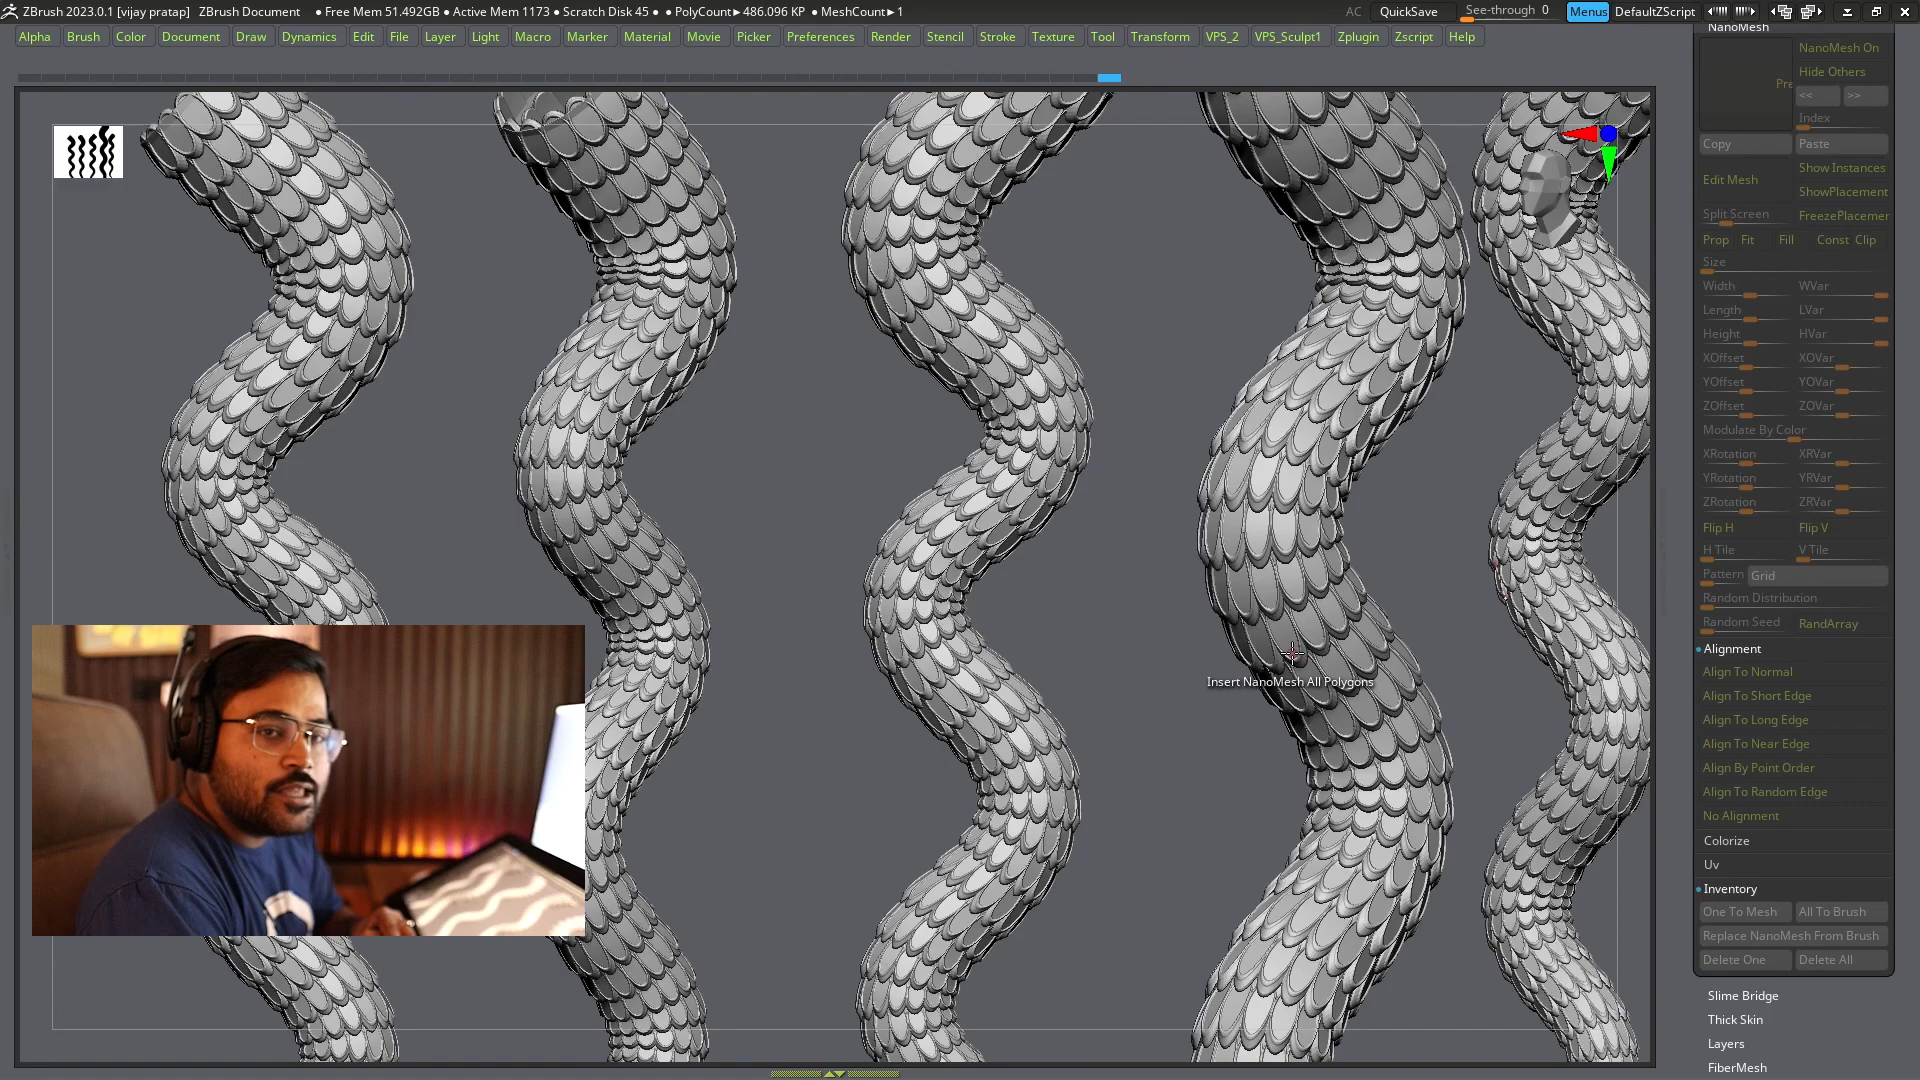 ZBrush 2023.0.1 [vijay pratap]   ZBrush Document   ● Free Mem 51.492GB ● Active Mem 1173 ● Scratch Disk 45 ●   ● PolyCount►486.096 KP   ● MeshCount►1   AC   QuickSave   See-through 0   Menus   DefaultZScript
Alpha Brush Color Document Draw Dynamics Edit File Layer Light Macro Marker Material Movie Picker Preferences Render Stencil Stroke Texture Tool Transform VPS_2 VPS_Sculpt1 Zplugin Zscript Help
NanoMesh
NanoMesh On
Hide Others
Pre
<< >>
Index
Copy Paste
Show Instances
Edit Mesh
ShowPlacement
Split Screen FreezePlacemer
Prop Fit Fill Const Clip
Size
Width WVar
Length LVar
Height HVar
XOffset XOVar
YOffset YOVar
ZOffset ZOVar
Modulate By Color
XRotation XRVar
YRotation YRVar
ZRotation ZRVar
Flip H Flip V
H Tile V Tile
Pattern Grid
Random Distribution
Random Seed RandArray
Alignment
Align To Normal
Align To Short Edge
Align To Long Edge
Align To Near Edge
Align By Point Order
Align To Random Edge
No Alignment
Colorize
Uv
Inventory
One To Mesh All To Brush
Replace NanoMesh From Brush
Delete One Delete All
Slime Bridge
Thick Skin
Layers
FiberMesh
Insert NanoMesh All Polygons